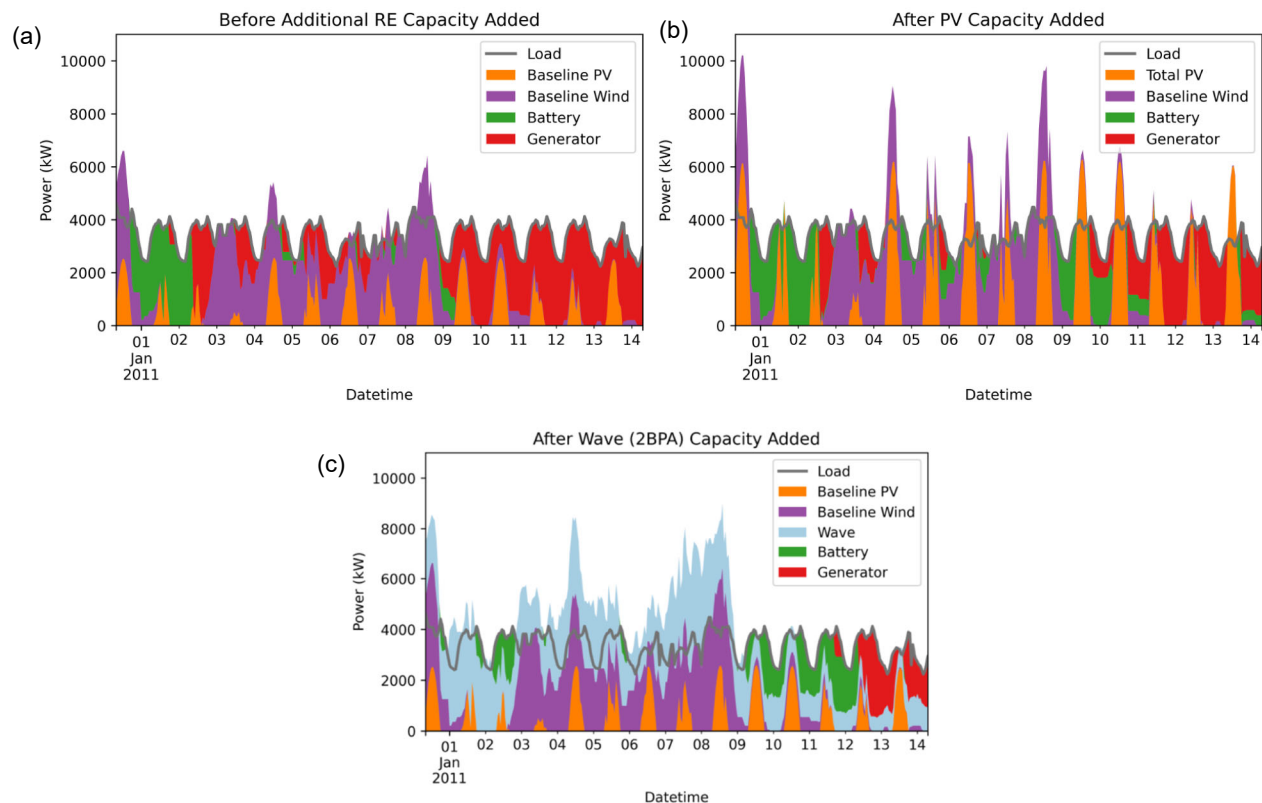 (a)
Before Additional RE Capacity Added
Power (kW)
10000
8000
6000
4000
2000
0
Load
Baseline PV
Baseline Wind
Battery
Generator
01 02 03 04 05 06 07 08 09 10 11 12 13 14
Jan
2011
Datetime
(b)
After PV Capacity Added
Power (kW)
10000
8000
6000
4000
2000
0
Load
Total PV
Baseline Wind
Battery
Generator
01 02 03 04 05 06 07 08 09 10 11 12 13 14
Jan
2011
Datetime
(c)
After Wave (2BPA) Capacity Added
Power (kW)
10000
8000
6000
4000
2000
0
Load
Baseline PV
Baseline Wind
Wave
Battery
Generator
01 02 03 04 05 06 07 08 09 10 11 12 13 14
Jan
2011
Datetime